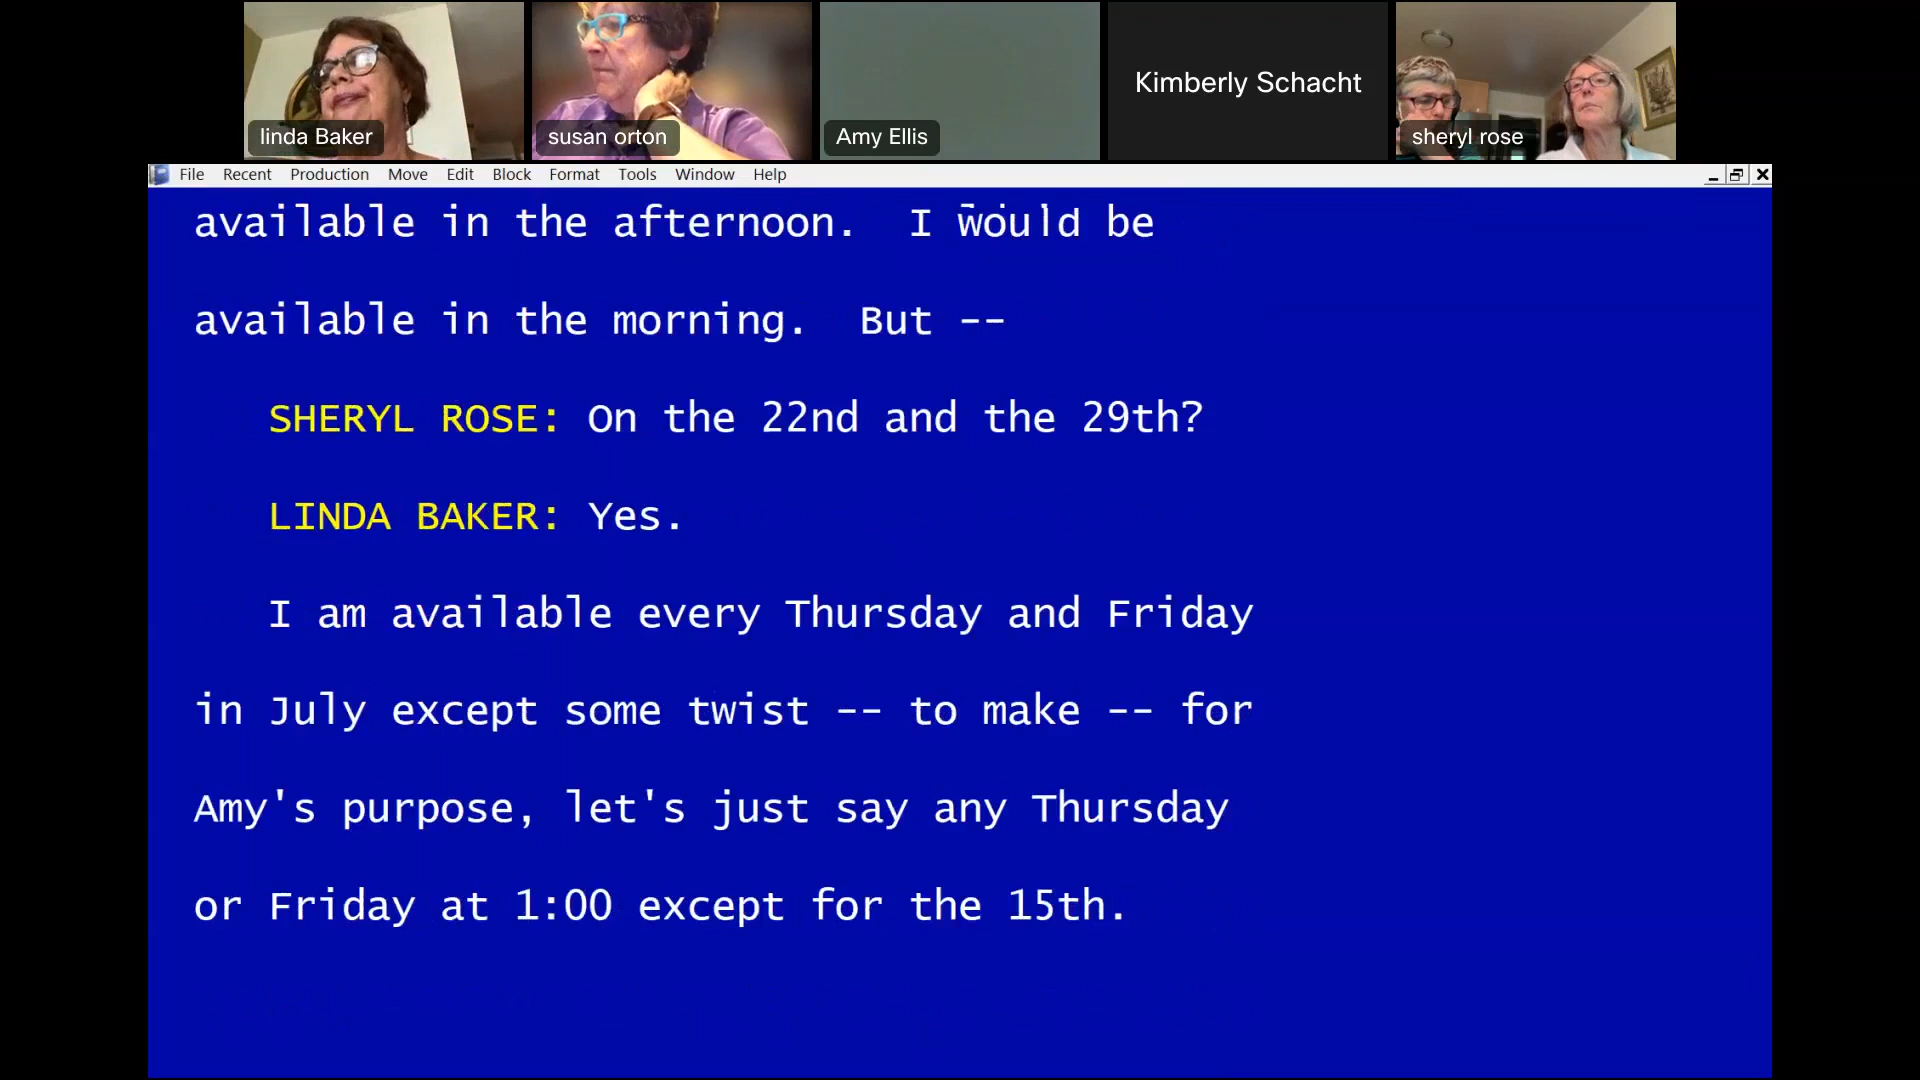 Kimberly Schacht
linda Baker
susan orton
Amy Ellis
sheryl rose
File Recent Production Move Edit Block Format Tools Window Help
available in the afternoon.  I would be
available in the morning.  But --
SHERYL ROSE: On the 22nd and the 29th?
LINDA BAKER: Yes.
I am available every Thursday and Friday
in July except some twist -- to make -- for
Amy's purpose, let's just say any Thursday
or Friday at 1:00 except for the 15th.